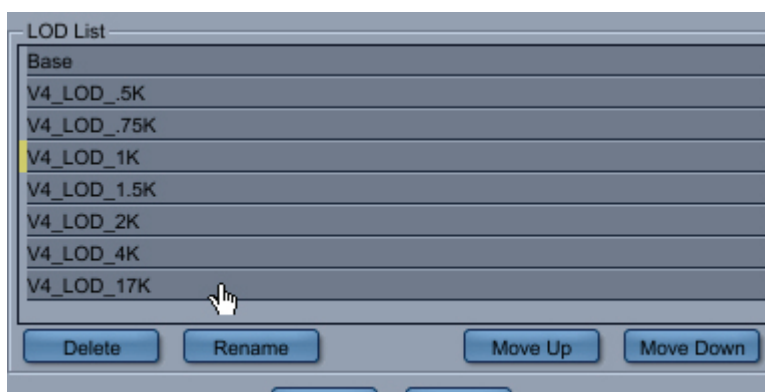 LOD List
Base
V4_LOD_.5K
V4_LOD_.75K
V4_LOD_1K
V4_LOD_1.5K
V4_LOD_2K
V4_LOD_4K
V4_LOD_17K
Delete Rename Move Up Move Down